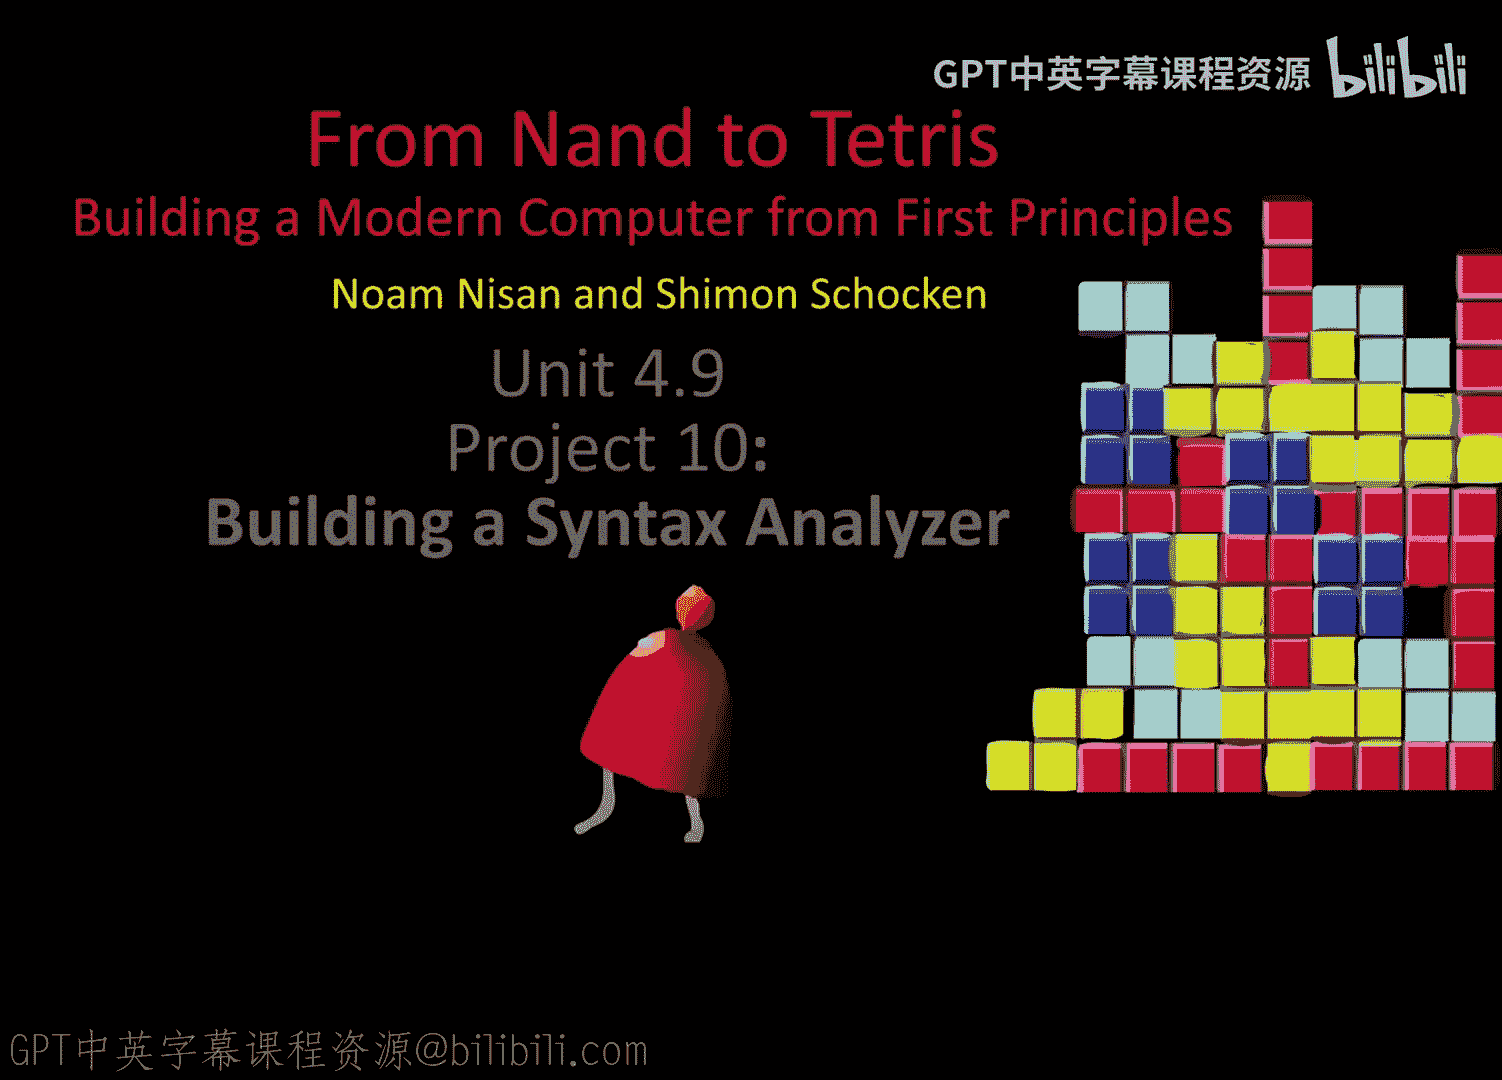 GPT中英字幕课程资源 bilibili
From Nand to Tetris
Building a Modern Computer from First Principles
Noam Nisan and Shimon Schocken
Unit 4.9
Project 10:
Building a Syntax Analyzer
GPT中英字幕课程资源@bilibili.com